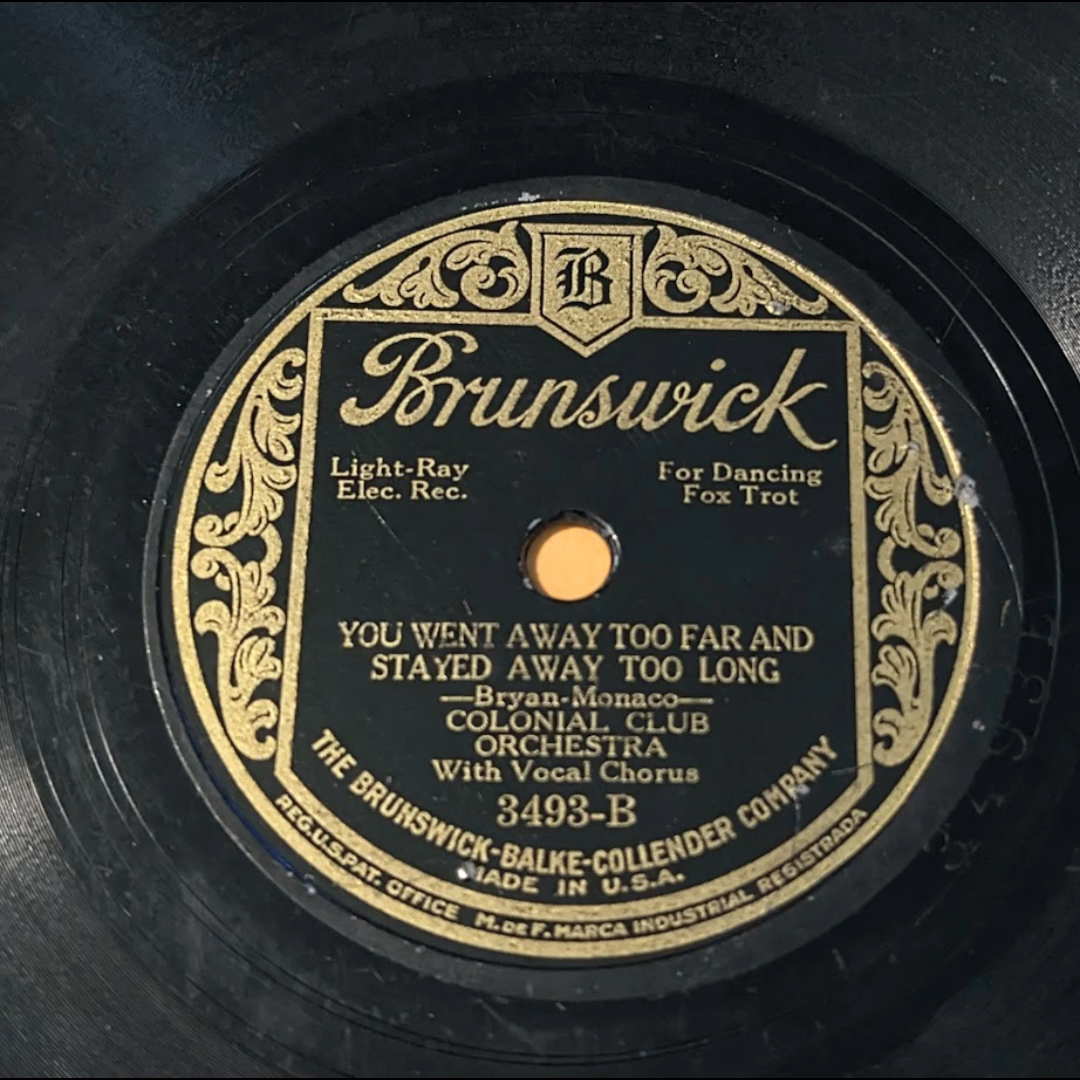 B
Brunswick
Light-Ray
Elec. Rec.
For Dancing
Fox Trot
YOU WENT AWAY TOO FAR AND
STAYED AWAY TOO LONG
—Bryan-Monaco—
COLONIAL CLUB
ORCHESTRA
With Vocal Chorus
3493-B
THE BRUNSWICK-BALKE-COLLENDER COMPANY
MADE IN U.S.A.
REG.U.S.PAT. OFFICE M.DE F. MARCA INDUSTRIAL REGISTRADA